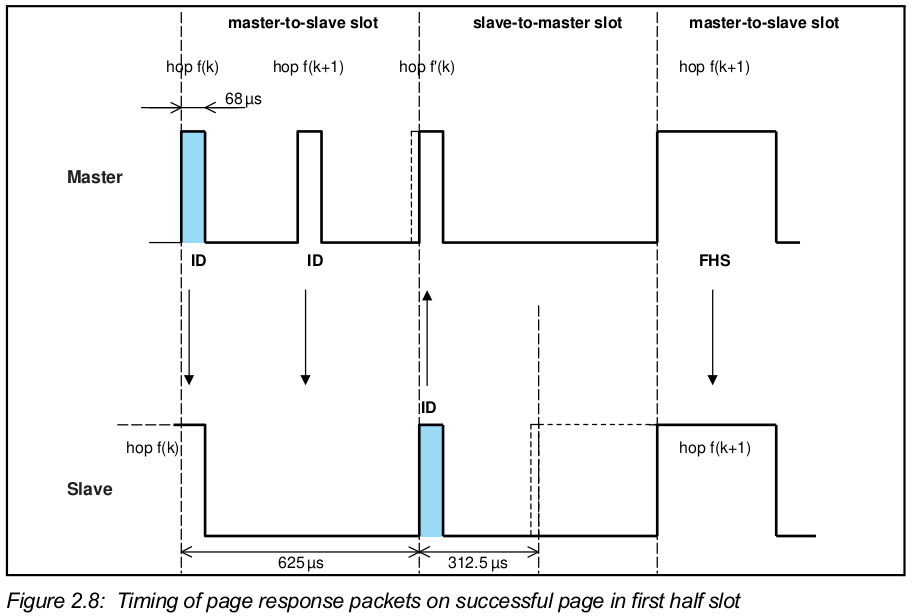 master-to-slave slot slave-to-master slot master-to-slave slot
hop f(k) hop f(k+1) hop f'(k) hop f(k+1)
68 µs
Master
ID ID FHS
ID
hop f(k) hop f(k+1)
Slave
625 µs 312.5 µs
Figure 2.8: Timing of page response packets on successful page in first half slot